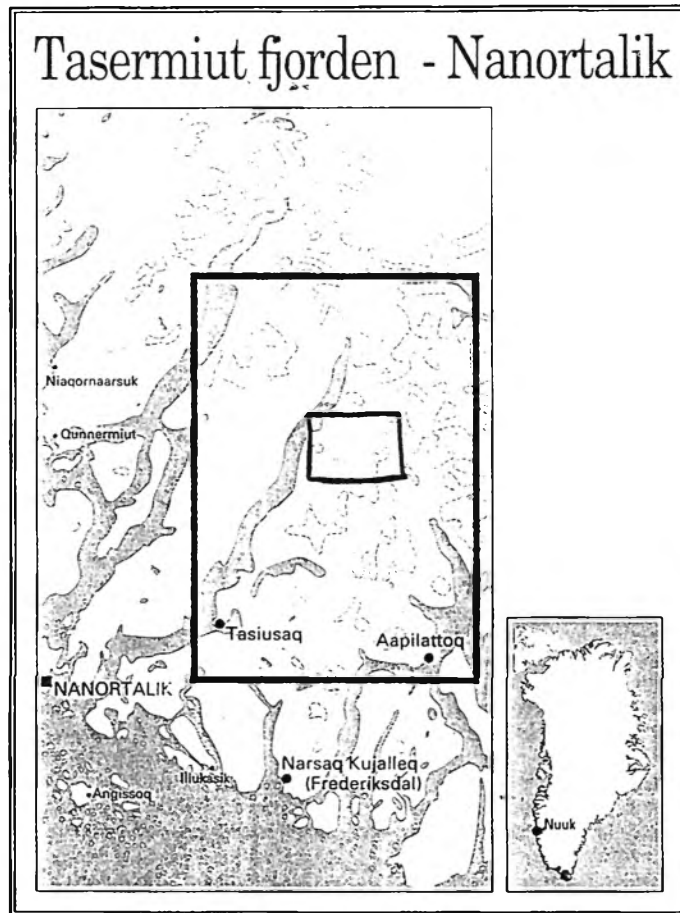 Tasermiut fjorden - Nanortalik
Niaqornaarsuk
Qunnermiut
Tasiusaq
Aapilattoq
NANORTALIK
Illukasik
Narsaq Kujalleq
(Frederiksdal)
Angissoq
Nuuk